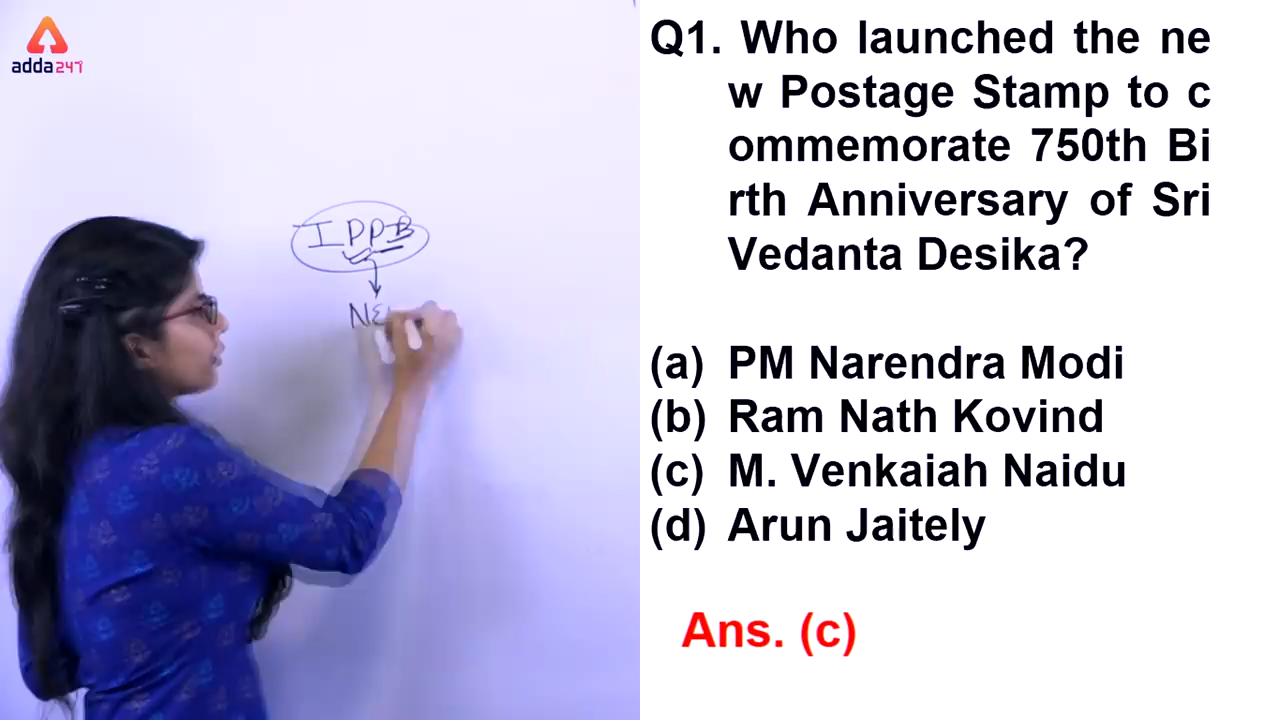 adda247
IPPB
Q1. Who launched the ne
w Postage Stamp to c
ommemorate 750th Bi
rth Anniversary of Sri
Vedanta Desika?
(a) PM Narendra Modi
(b) Ram Nath Kovind
(c) M. Venkaiah Naidu
(d) Arun Jaitely
Ans. (c)